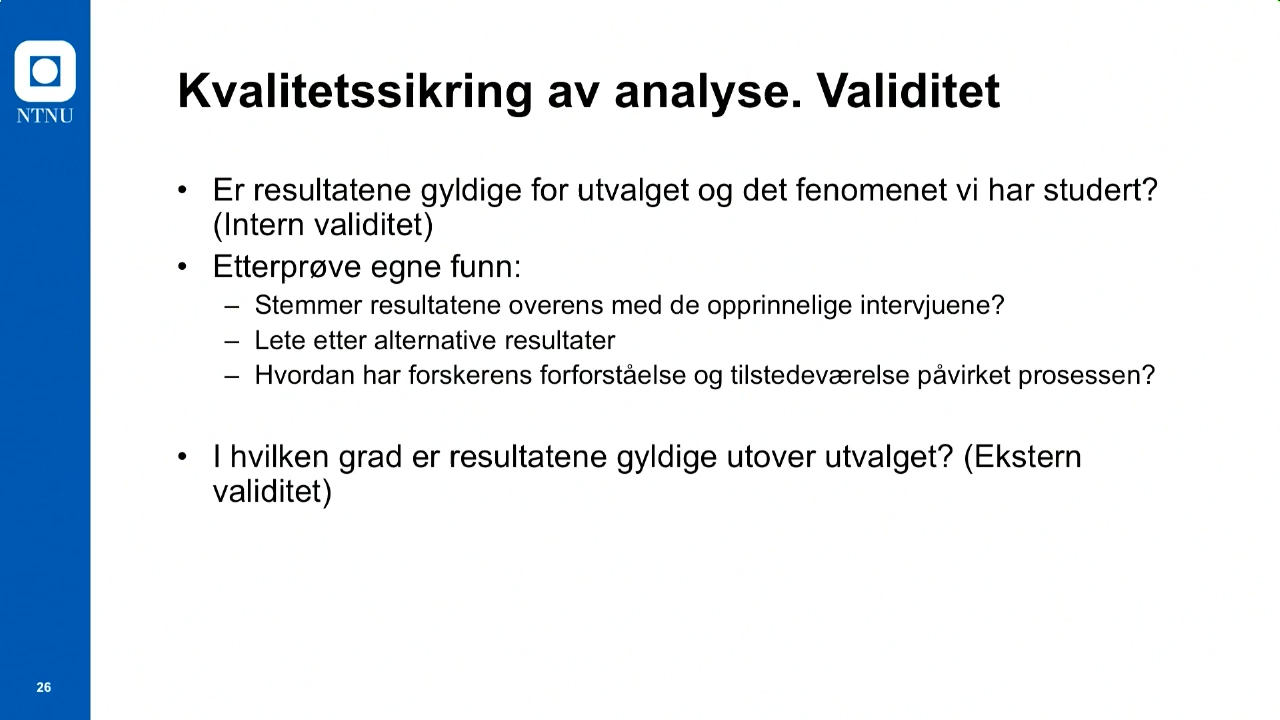 NTNU
Kvalitetssikring av analyse. Validitet
• Er resultatene gyldige for utvalget og det fenomenet vi har studert?
(Intern validitet)
• Etterprøve egne funn:
– Stemmer resultatene overens med de opprinnelige intervjuene?
– Lete etter alternative resultater
– Hvordan har forskerens forforståelse og tilstedeværelse påvirket prosessen?
• I hvilken grad er resultatene gyldige utover utvalget? (Ekstern
validitet)
26